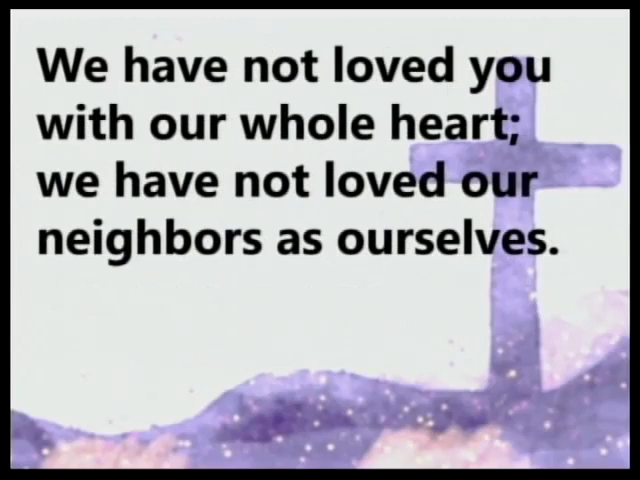 We have not loved you
with our whole heart;
we have not loved our
neighbors as ourselves.